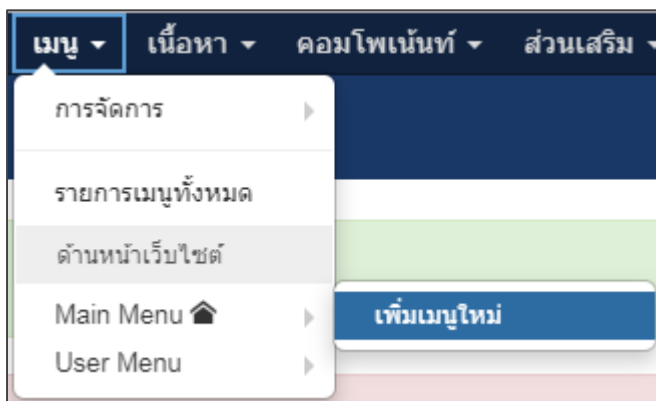 เมนู เนื้อหา คอมโพเน้นท์ ส่วนเสริม
การจัดการ
รายการเมนูทั้งหมด
ด้านหน้าเว็บไซต์
Main Menu เพิ่มเมนูใหม่
User Menu